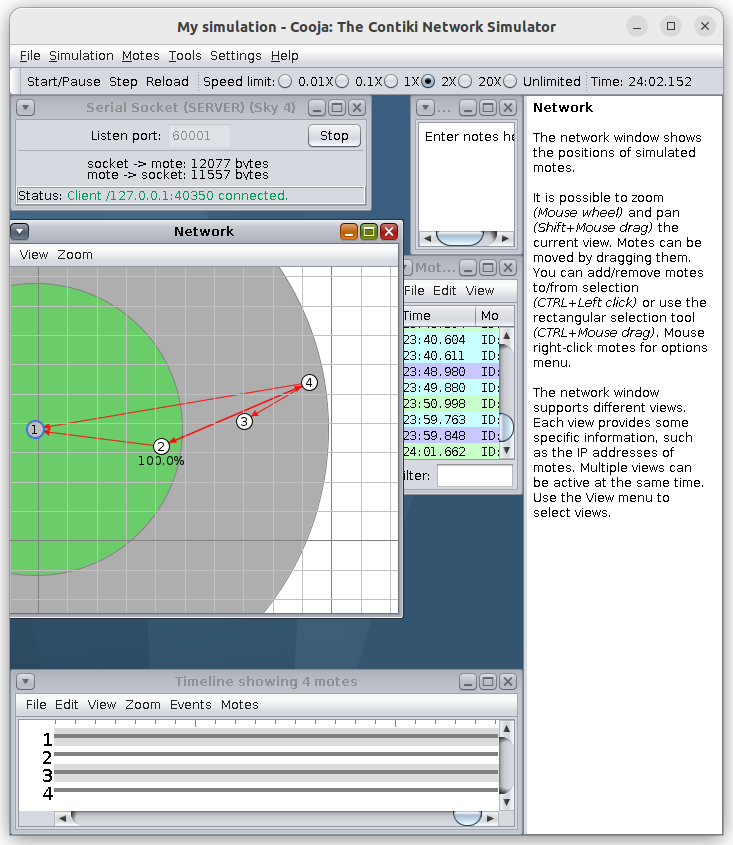 My simulation - Cooja: The Contiki Network Simulator
File Simulation Motes Tools Settings Help
Start/Pause Step Reload Speed limit: 0.01X 0.1X 1X 2X 20X Unlimited Time: 24:02.152
Serial Socket (SERVER) (Sky 4)
Listen port: 60001 Stop
socket -> mote: 12077 bytes
mote -> socket: 11557 bytes
Status: Client /127.0.0.1:40350 connected.
...
Enter notes he
Network
View Zoom
4
3
1
2
100.0%
Mot...
File Edit View
Time Mo
23:40.604 ID:
23:40.611 ID:
23:48.980 ID:
23:49.880 ID:
23:50.998 ID:
23:59.763 ID:
23:59.848 ID:
24:01.662 ID:
ilter:
Timeline showing 4 motes
File Edit View Zoom Events Motes
1
2
3
4
Network
The network window shows
the positions of simulated
motes.
It is possible to zoom
(Mouse wheel) and pan
(Shift+Mouse drag) the
current view. Motes can be
moved by dragging them.
You can add/remove motes
to/from selection
(CTRL+Left click) or use the
rectangular selection tool
(CTRL+Mouse drag). Mouse
right-click motes for options
menu.
The network window
supports different views.
Each view provides some
specific information, such
as the IP addresses of
motes. Multiple views can
be active at the same time.
Use the View menu to
select views.